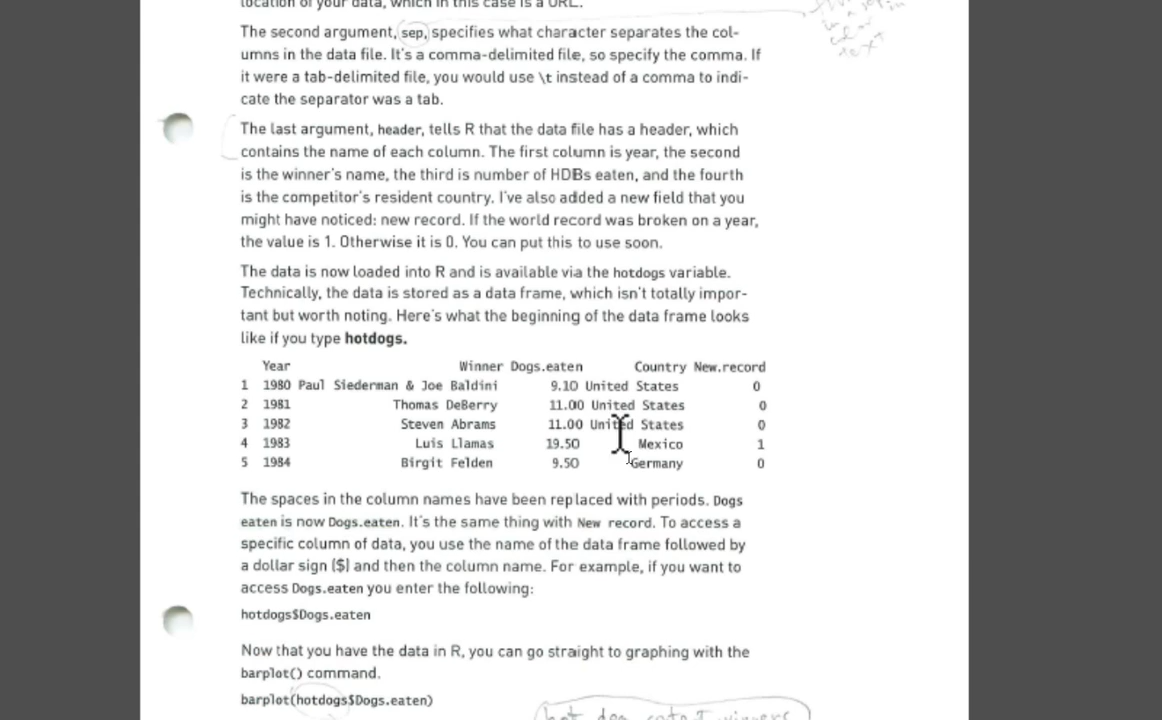 location of your data, which in this case is a URL.
The second argument, sep, specifies what character separates the col-
umns in the data file. It's a comma-delimited file, so specify the comma. If
it were a tab-delimited file, you would use \t instead of a comma to indi-
cate the separator was a tab.
The last argument, header, tells R that the data file has a header, which
contains the name of each column. The first column is year, the second
is the winner's name, the third is number of HDBs eaten, and the fourth
is the competitor's resident country. I've also added a new field that you
might have noticed: new record. If the world record was broken on a year,
the value is 1. Otherwise it is 0. You can put this to use soon.
The data is now loaded into R and is available via the hotdogs variable.
Technically, the data is stored as a data frame, which isn't totally impor-
tant but worth noting. Here's what the beginning of the data frame looks
like if you type hotdogs.
Year Winner Dogs.eaten Country New.record
1 1980 Paul Siederman & Joe Baldini 9.10 United States 0
2 1981 Thomas DeBerry 11.00 United States 0
3 1982 Steven Abrams 11.00 United States 0
4 1983 Luis Llamas 19.50 Mexico 1
5 1984 Birgit Felden 9.50 Germany 0
The spaces in the column names have been replaced with periods. Dogs
eaten is now Dogs.eaten. It's the same thing with New record. To access a
specific column of data, you use the name of the data frame followed by
a dollar sign ($) and then the column name. For example, if you want to
access Dogs.eaten you enter the following:
hotdogs$Dogs.eaten
Now that you have the data in R, you can go straight to graphing with the
barplot() command.
barplot(hotdogs$Dogs.eaten)
hot dog contest winners